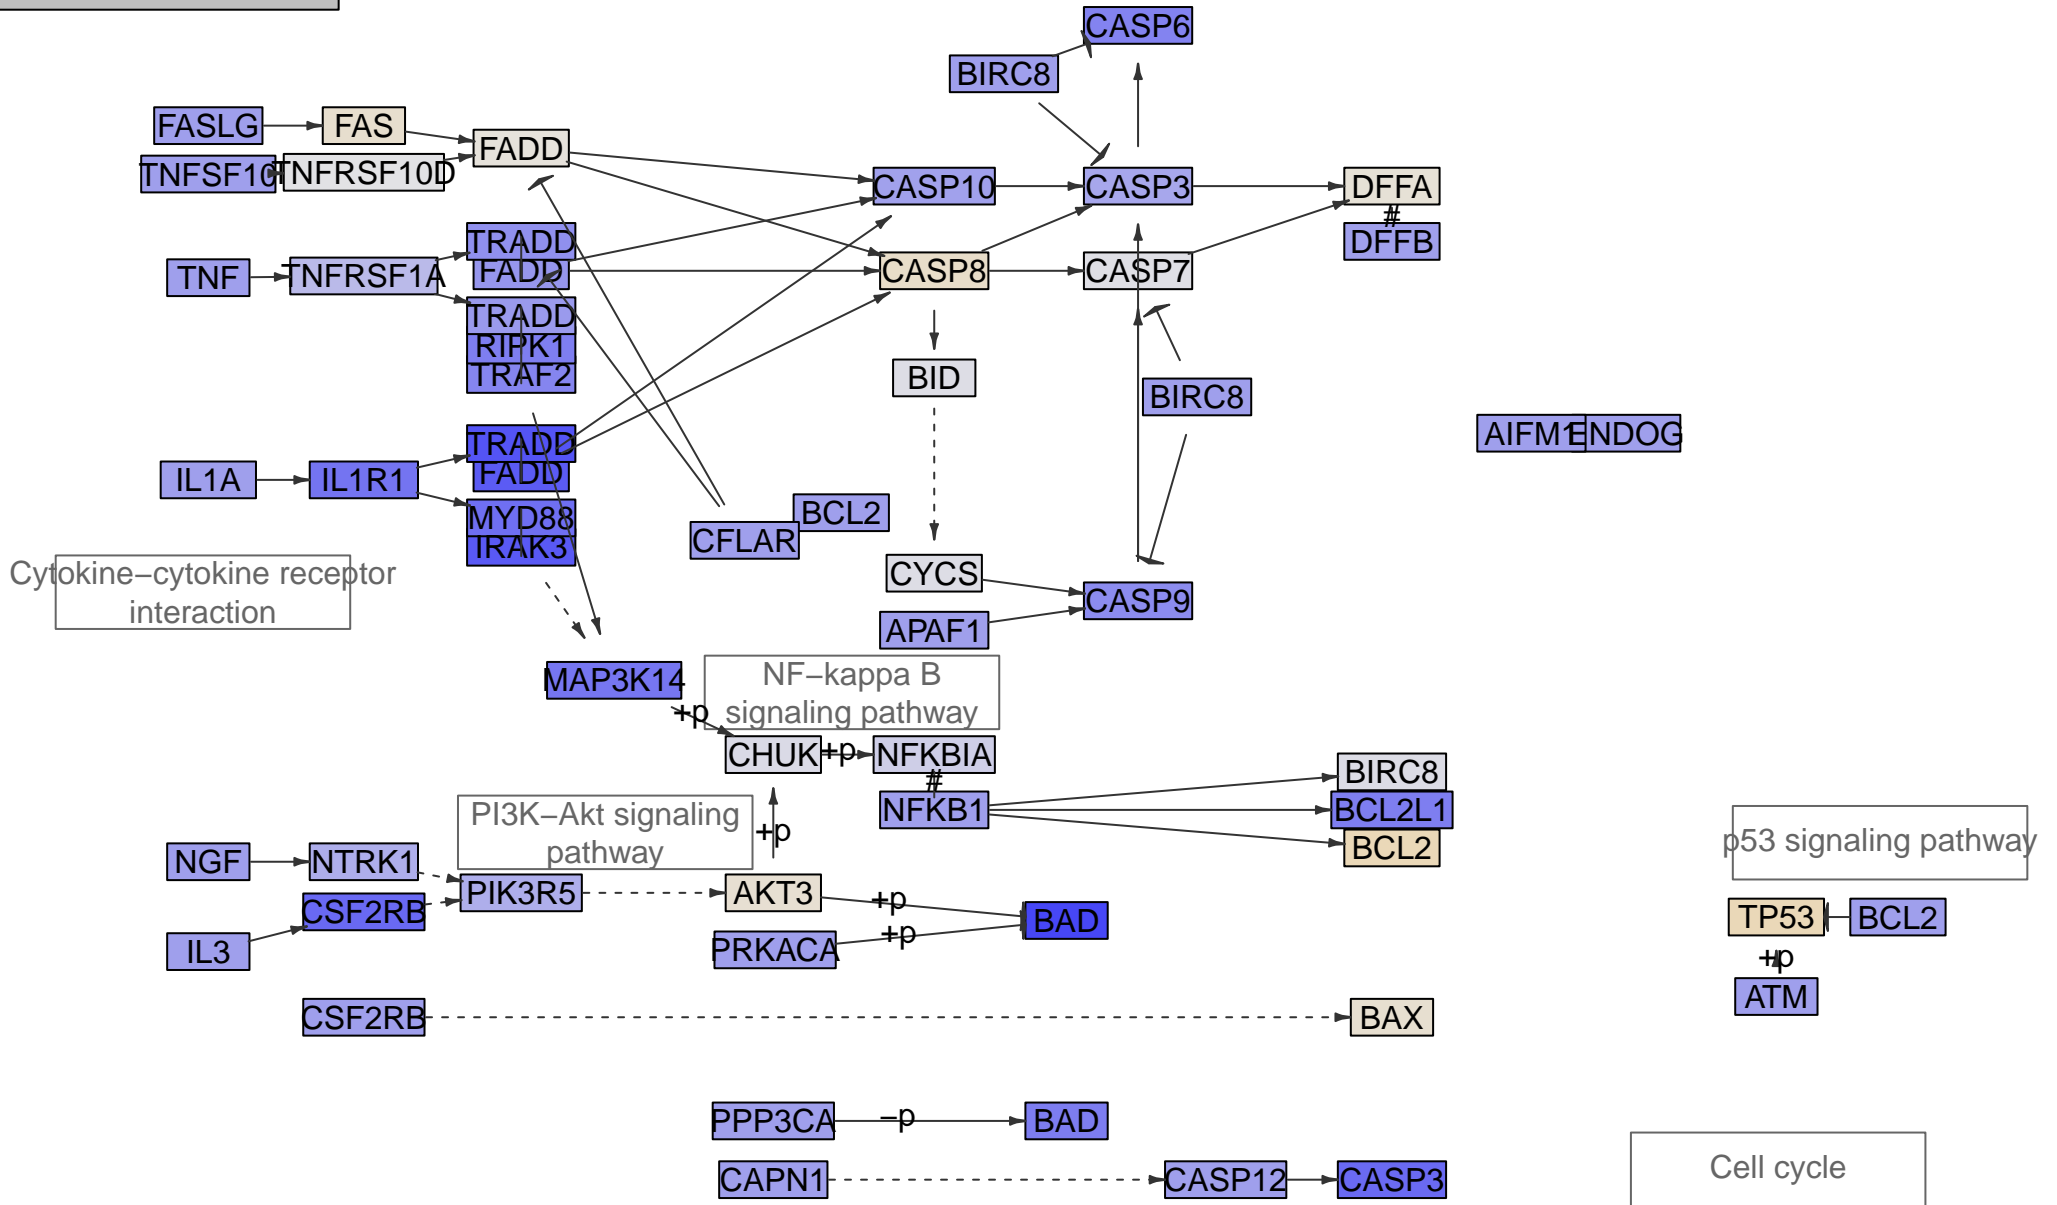 CASP6
BIRC8
FASLG
FAS
FADD
TNFSF10
TNFRSF10D
CASP10
CASP3
DFFA
#
DFFB
TRADD
FADD
TNF
TNFRSF1A
CASP8
CASP7
TRADD
RIPK1
TRAF2
BID
BIRC8
AIFM1
ENDOG
TRADD
FADD
IL1A
IL1R1
MYD88
IRAK3
BCL2
CFLAR
CYCS
CASP9
APAF1
Cytokine–cytokine receptor
interaction
MAP3K14
NF–kappa B
signaling pathway
+p
CHUK
+p
NFKBIA
#
NFKB1
BIRC8
BCL2L1
BCL2
PI3K–Akt signaling
pathway
+p
p53 signaling pathway
NGF
NTRK1
PIK3R5
AKT3
+p
BAD
CSF2RB
IL3
PRKACA
+p
TP53
BCL2
+p
ATM
CSF2RB
BAX
PPP3CA
–p
BAD
CAPN1
CASP12
CASP3
Cell cycle